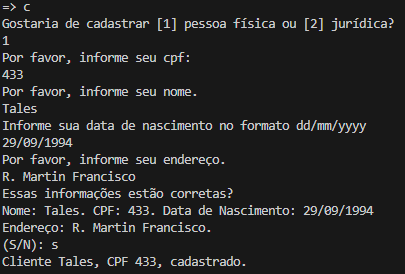 => c
Gostaria de cadastrar [1] pessoa física ou [2] jurídica?
1
Por favor, informe seu cpf:
433
Por favor, informe seu nome.
Tales
Informe sua data de nascimento no formato dd/mm/yyyy
29/09/1994
Por favor, informe seu endereço.
R. Martin Francisco
Essas informações estão corretas?
Nome: Tales. CPF: 433. Data de Nascimento: 29/09/1994
Endereço: R. Martin Francisco.
(S/N): s
Cliente Tales, CPF 433, cadastrado.